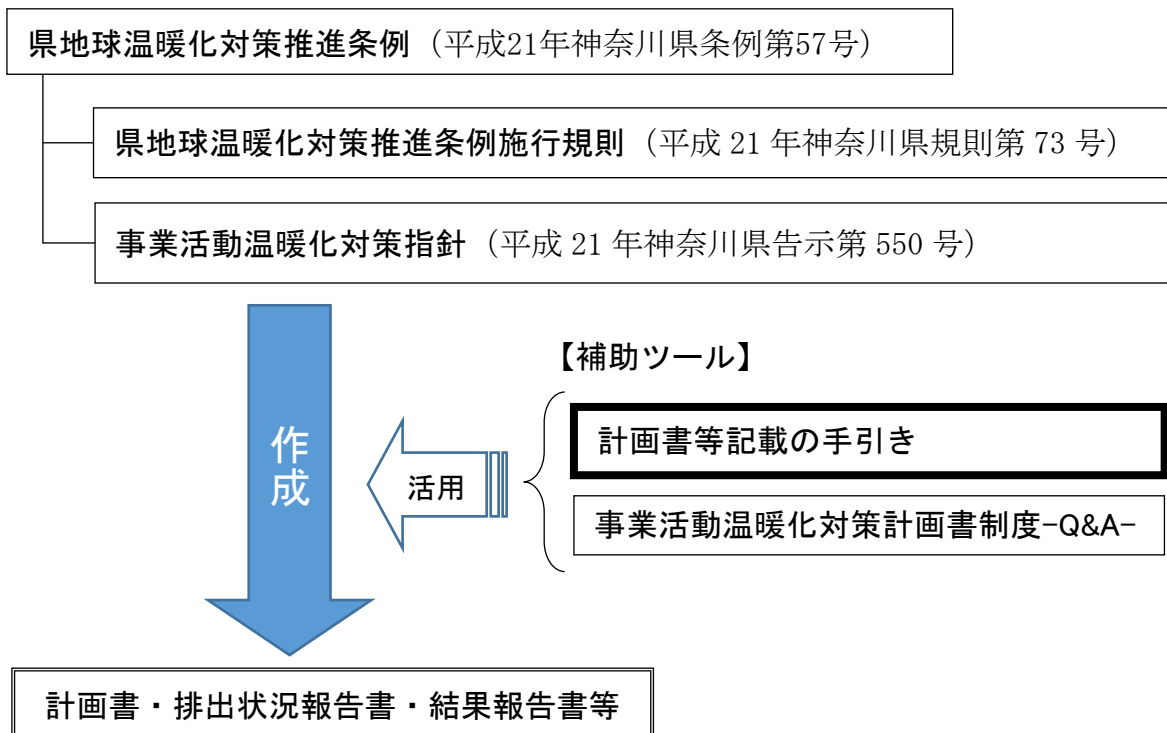 県地球温暖化対策推進条例（平成21年神奈川県条例第57号）
県地球温暖化対策推進条例施行規則（平成 21 年神奈川県規則第 73 号）
事業活動温暖化対策指針（平成 21 年神奈川県告示第 550 号）
【補助ツール】
計画書等記載の手引き
作成
活用
事業活動温暖化対策計画書制度-Q&A-
計画書・排出状況報告書・結果報告書等